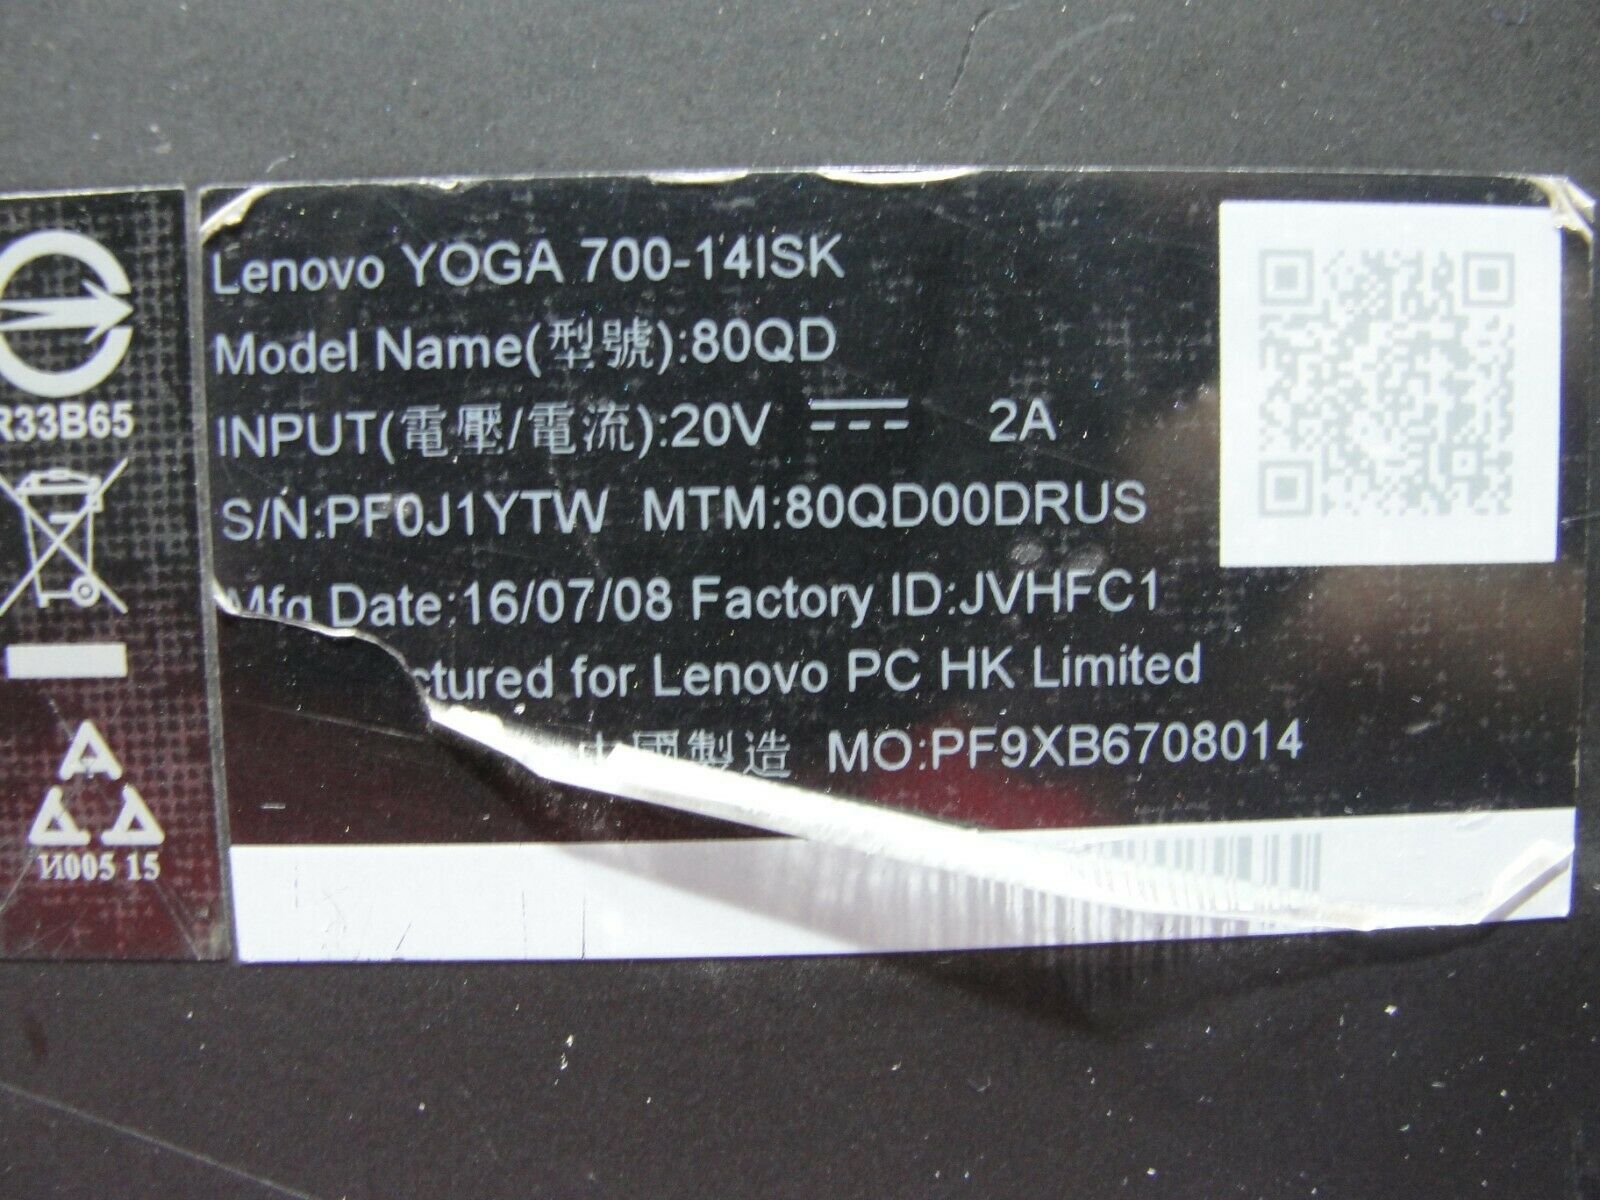 Lenovo YOGA 700-14ISK
Model Name(型號):80QD
INPUT(電壓/電流):20V ⎓ 2A
S/N:PF0J1YTW MTM:80QD00DRUS
Mfg Date:16/07/08 Factory ID:JVHFC1
for Lenovo PC HK Limited
中國製造 MO:PF9XB6708014
R33B65
И005 15